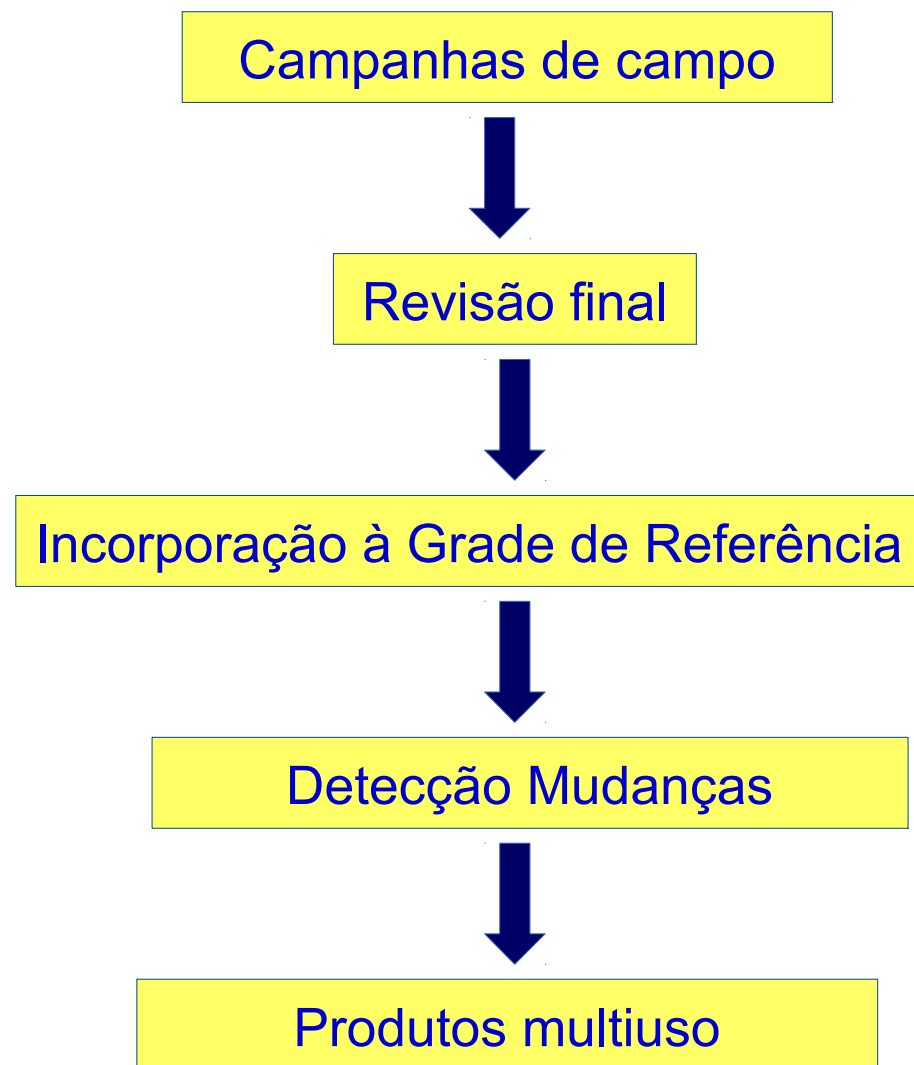 Campanhas de campo
Revisão final
Incorporação à Grade de Referência
Detecção Mudanças
Produtos multiuso